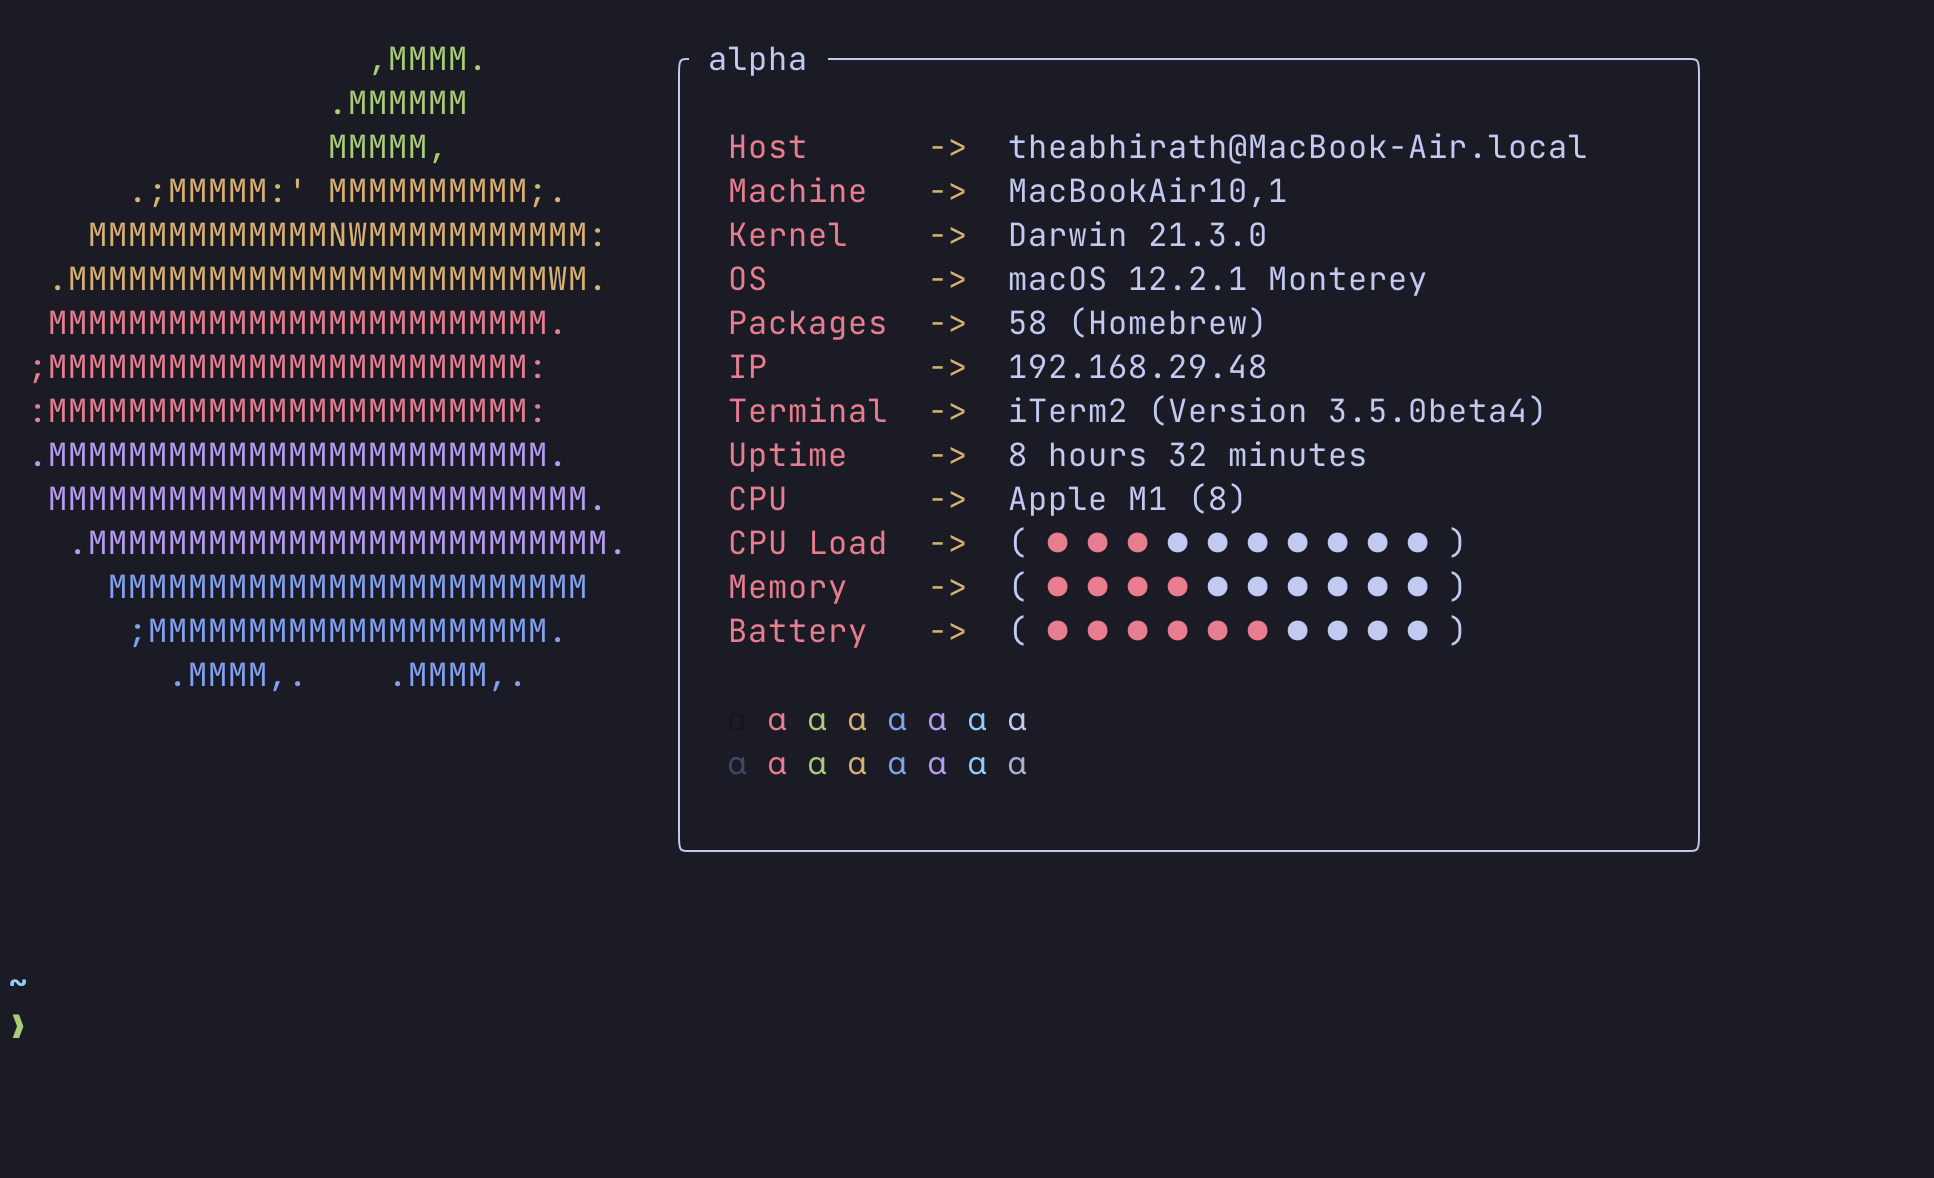 ,MMMM.
.MMMMMM
MMMMM,
.;MMMMM:' MMMMMMMMMM;.
MMMMMMMMMMMMNWMMMMMMMMMMM:
.MMMMMMMMMMMMMMMMMMMMMMMMWM.
MMMMMMMMMMMMMMMMMMMMMMMMM.
;MMMMMMMMMMMMMMMMMMMMMMMM:
:MMMMMMMMMMMMMMMMMMMMMMMM:
.MMMMMMMMMMMMMMMMMMMMMMMMM.
MMMMMMMMMMMMMMMMMMMMMMMMMMM.
.MMMMMMMMMMMMMMMMMMMMMMMMMM.
MMMMMMMMMMMMMMMMMMMMMMMM
;MMMMMMMMMMMMMMMMMMMM.
.MMMM,.    .MMMM,.
alpha
Host -> theabhirath@MacBook-Air.local
Machine -> MacBookAir10,1
Kernel -> Darwin 21.3.0
OS -> macOS 12.2.1 Monterey
Packages -> 58 (Homebrew)
IP -> 192.168.29.48
Terminal -> iTerm2 (Version 3.5.0beta4)
Uptime -> 8 hours 32 minutes
CPU -> Apple M1 (8)
CPU Load -> ( ● ● ● ● ● ● ● ● ● ● )
Memory -> ( ● ● ● ● ● ● ● ● ● ● )
Battery -> ( ● ● ● ● ● ● ● ● ● ● )
α α α α α α α α
α α α α α α α α
~
❯